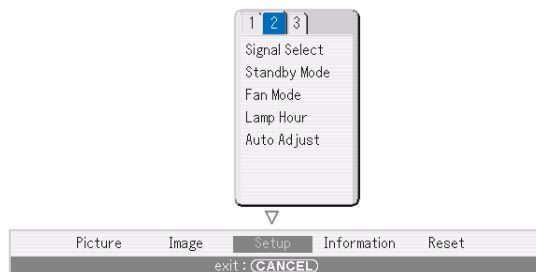 1 2 3
Signal Select
Standby Mode
Fan Mode
Lamp Hour
Auto Adjust
Picture Image Setup Information Reset
exit : CANCEL